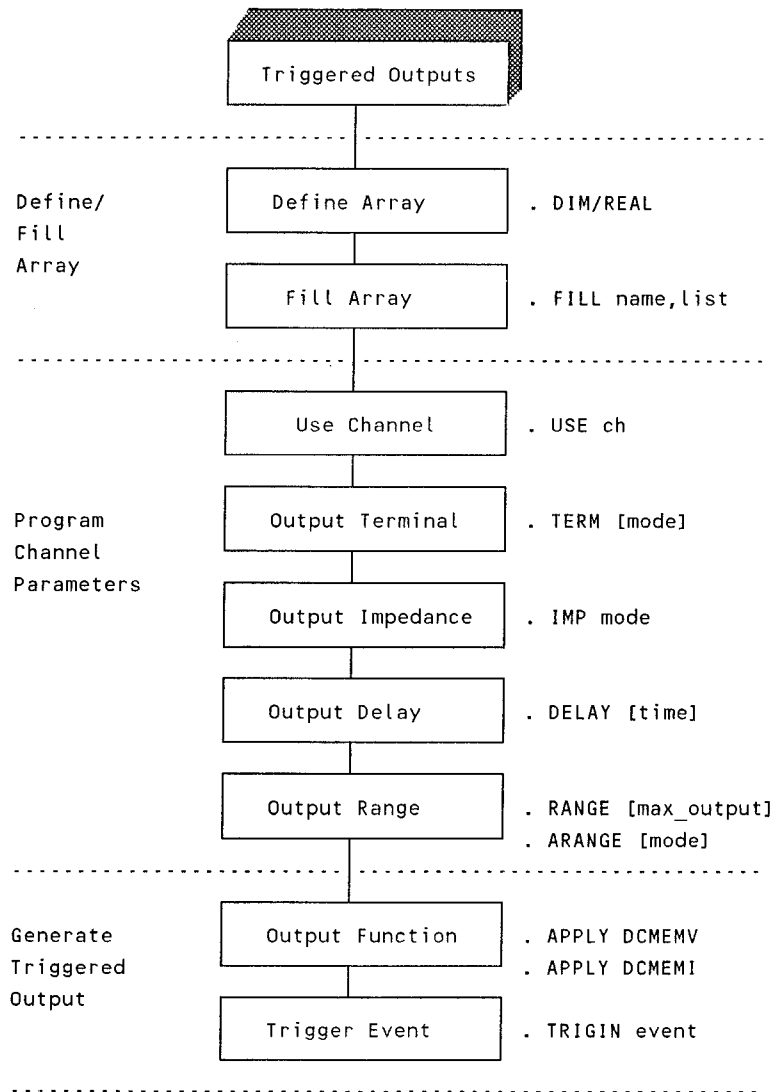 Triggered Outputs
Define/
Fill
Array
Define Array
. DIM/REAL
Fill Array
. FILL name,list
Program
Channel
Parameters
Use Channel
. USE ch
Output Terminal
. TERM [mode]
Output Impedance
. IMP mode
Output Delay
. DELAY [time]
Output Range
. RANGE [max_output]
. ARANGE [mode]
Generate
Triggered
Output
Output Function
. APPLY DCMEMV
. APPLY DCMEMI
Trigger Event
. TRIGIN event